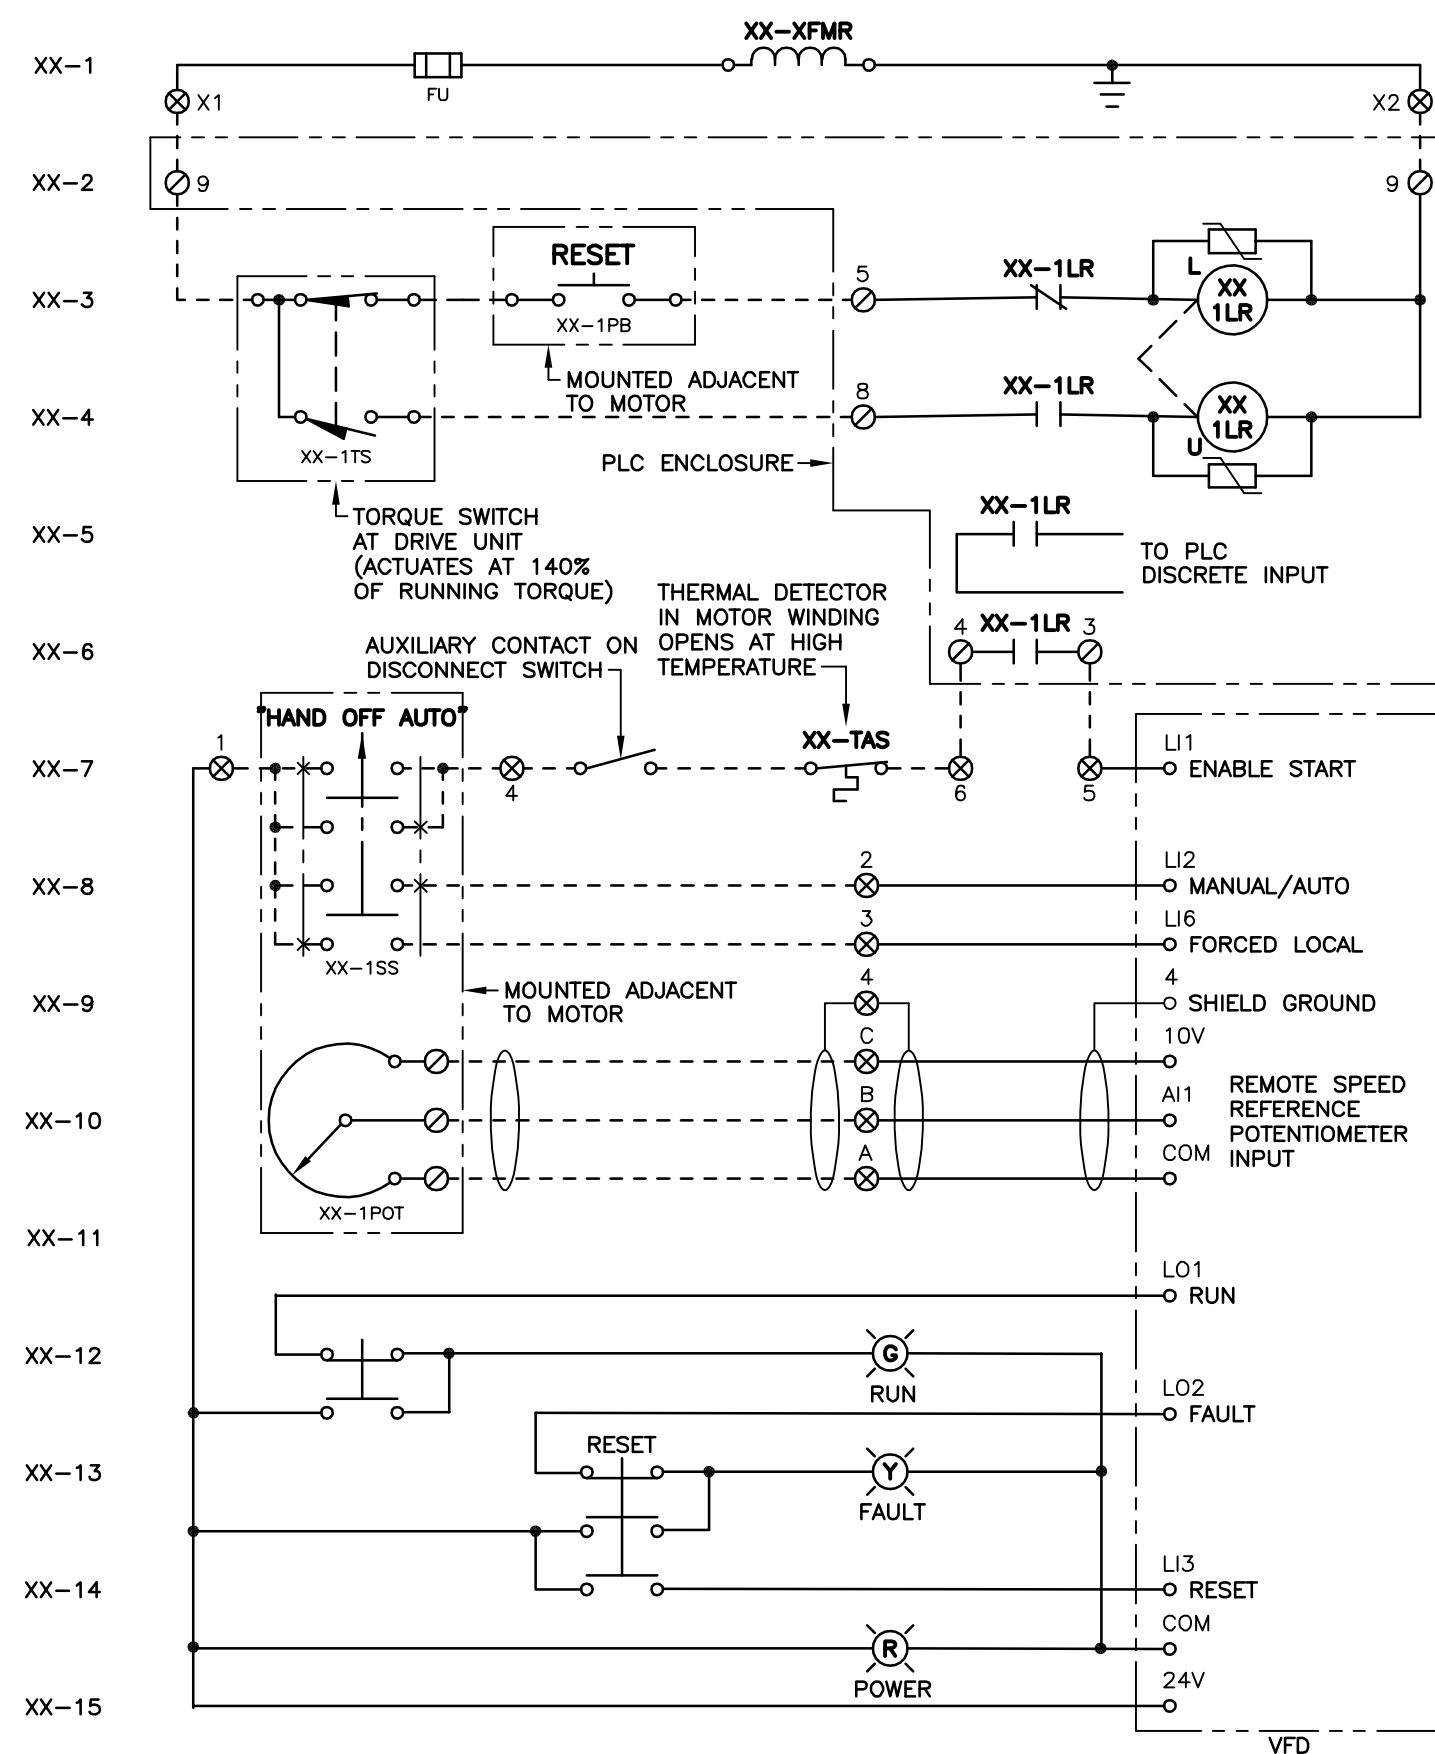 XX-XFMR
XX-1
FU
X1
X2
XX-2
9
9
RESET
XX-1PB
MOUNTED ADJACENT
TO MOTOR
XX-3
5
XX-1LR
L
XX
1LR
XX-4
XX-1TS
8
XX-1LR
XX
1LR
U
PLC ENCLOSURE
TORQUE SWITCH
AT DRIVE UNIT
(ACTUATES AT 140%
OF RUNNING TORQUE)
XX-5
XX-1LR
TO PLC
DISCRETE INPUT
THERMAL DETECTOR
IN MOTOR WINDING
OPENS AT HIGH
TEMPERATURE
XX-6
AUXILIARY CONTACT ON
DISCONNECT SWITCH
4
XX-1LR
3
"HAND OFF AUTO"
XX-7
1
4
XX-TAS
6
5
LI1
ENABLE START
XX-8
2
LI2
MANUAL/AUTO
3
LI6
FORCED LOCAL
XX-1SS
XX-9
MOUNTED ADJACENT
TO MOTOR
4
4
SHIELD GROUND
C
10V
XX-10
B
AI1
REMOTE SPEED
REFERENCE
POTENTIOMETER
INPUT
A
COM
XX-1POT
XX-11
LO1
RUN
XX-12
G
RUN
LO2
FAULT
XX-13
RESET
Y
FAULT
XX-14
LI3
RESET
COM
R
POWER
24V
XX-15
VFD